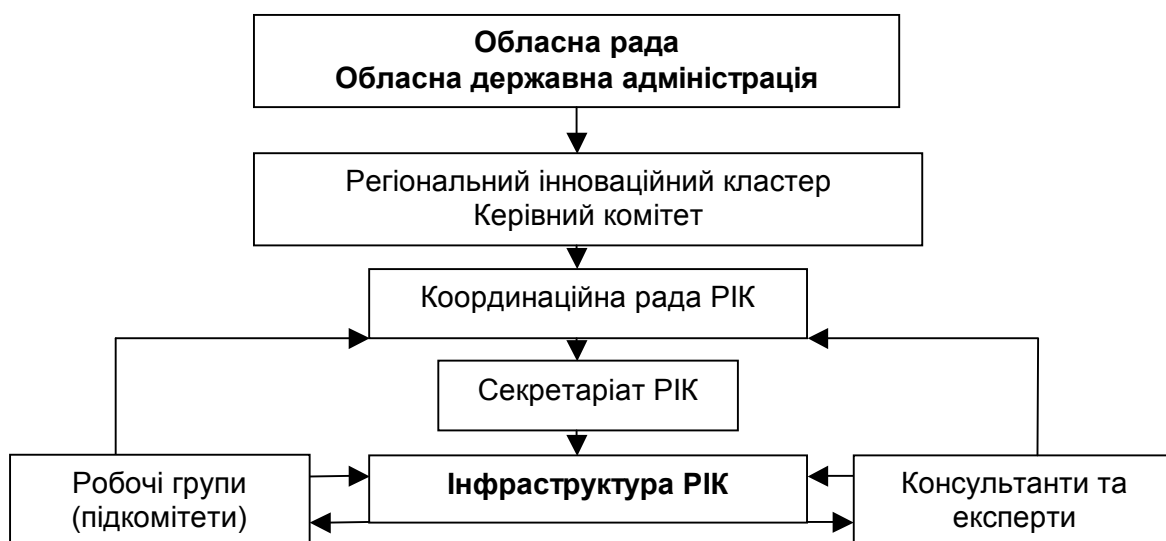 Обласна рада
Обласна державна адміністрація
Регіональний інноваційний кластер
Керівний комітет
Координаційна рада РІК
Секретаріат РІК
Робочі групи
(підкомітети)
Інфраструктура РІК
Консультанти та
експерти